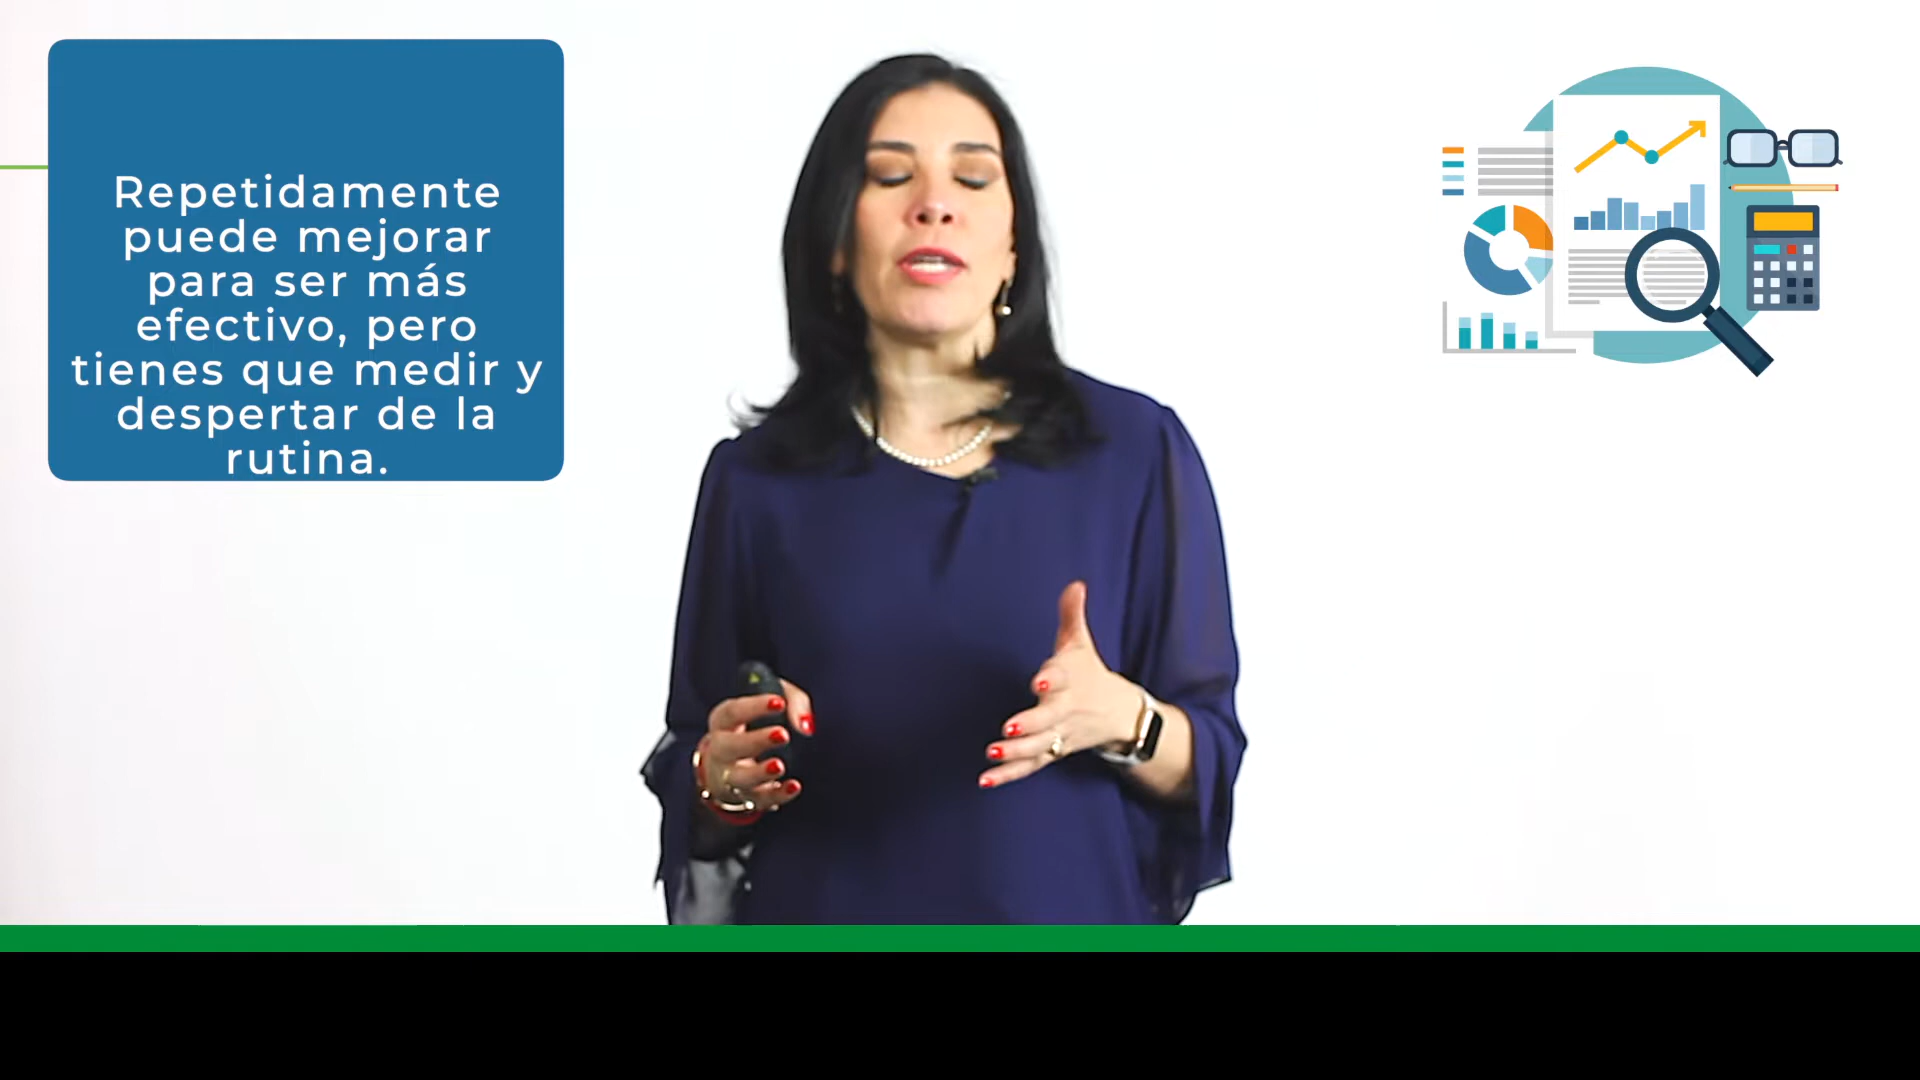 Repetidamente
puede mejorar
para ser más
efectivo, pero
tienes que medir y
despertar de la
rutina.